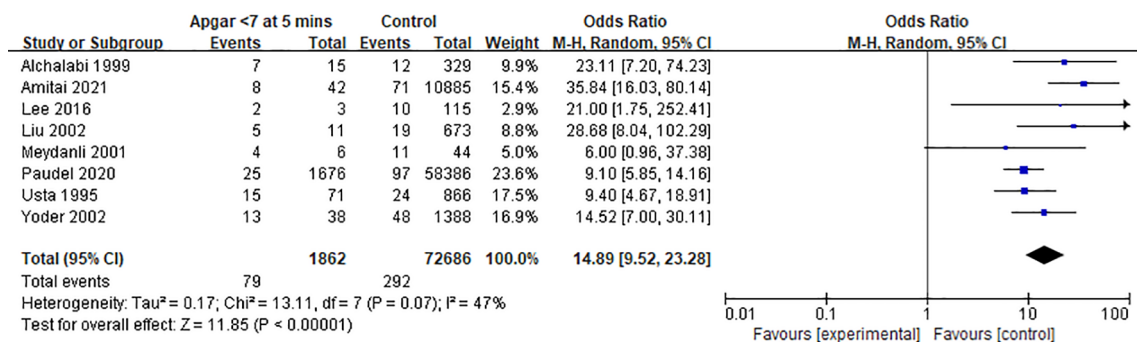 Apgar <7 at 5 mins Control Odds Ratio Odds Ratio
Study or Subgroup Events Total Events Total Weight M-H, Random, 95% CI M-H, Random, 95% CI
Alchalabi 1999 7 15 12 329 9.9% 23.11 [7.20, 74.23]
Amitai 2021 8 42 71 10885 15.4% 35.84 [16.03, 80.14]
Lee 2016 2 3 10 115 2.9% 21.00 [1.75, 252.41]
Liu 2002 5 11 19 673 8.8% 28.68 [8.04, 102.29]
Meydanli 2001 4 6 11 44 5.0% 6.00 [0.96, 37.38]
Paudel 2020 25 1676 97 58386 23.6% 9.10 [5.85, 14.16]
Usta 1995 15 71 24 866 17.5% 9.40 [4.67, 18.91]
Yoder 2002 13 38 48 1388 16.9% 14.52 [7.00, 30.11]
Total (95% CI) 1862 72686 100.0% 14.89 [9.52, 23.28]
Total events 79 292
Heterogeneity: Tau² = 0.17; Chi² = 13.11, df = 7 (P = 0.07); I² = 47%
Test for overall effect: Z = 11.85 (P < 0.00001)
0.01 0.1 1 10 100
Favours [experimental] Favours [control]